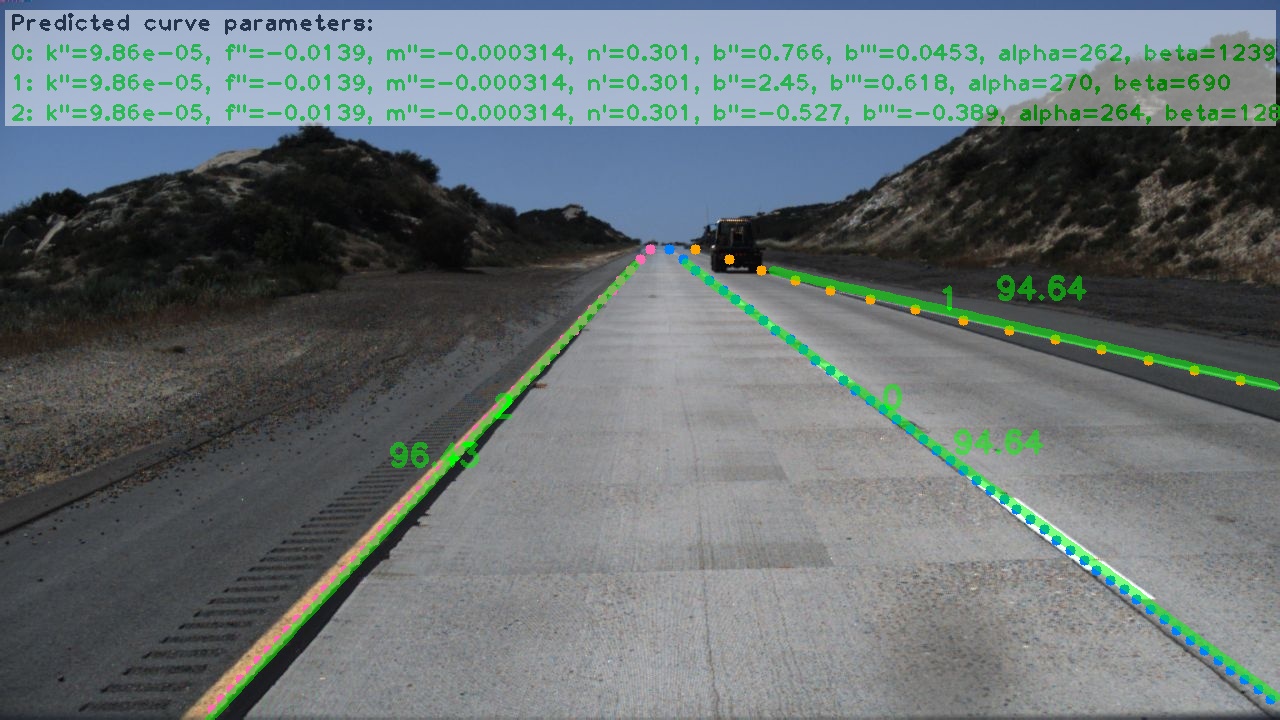 Predicted curve parameters:
0: k''=9.86e-05, f''=-0.0139, m''=-0.000314, n'=0.301, b''=0.766, b'''=0.0453, alpha=262, beta=1239
1: k''=9.86e-05, f''=-0.0139, m''=-0.000314, n'=0.301, b''=2.45, b'''=0.618, alpha=270, beta=690
2: k''=9.86e-05, f''=-0.0139, m''=-0.000314, n'=0.301, b''=-0.527, b'''=-0.389, alpha=264, beta=128
1 94.64
2
0
94.64
96.43